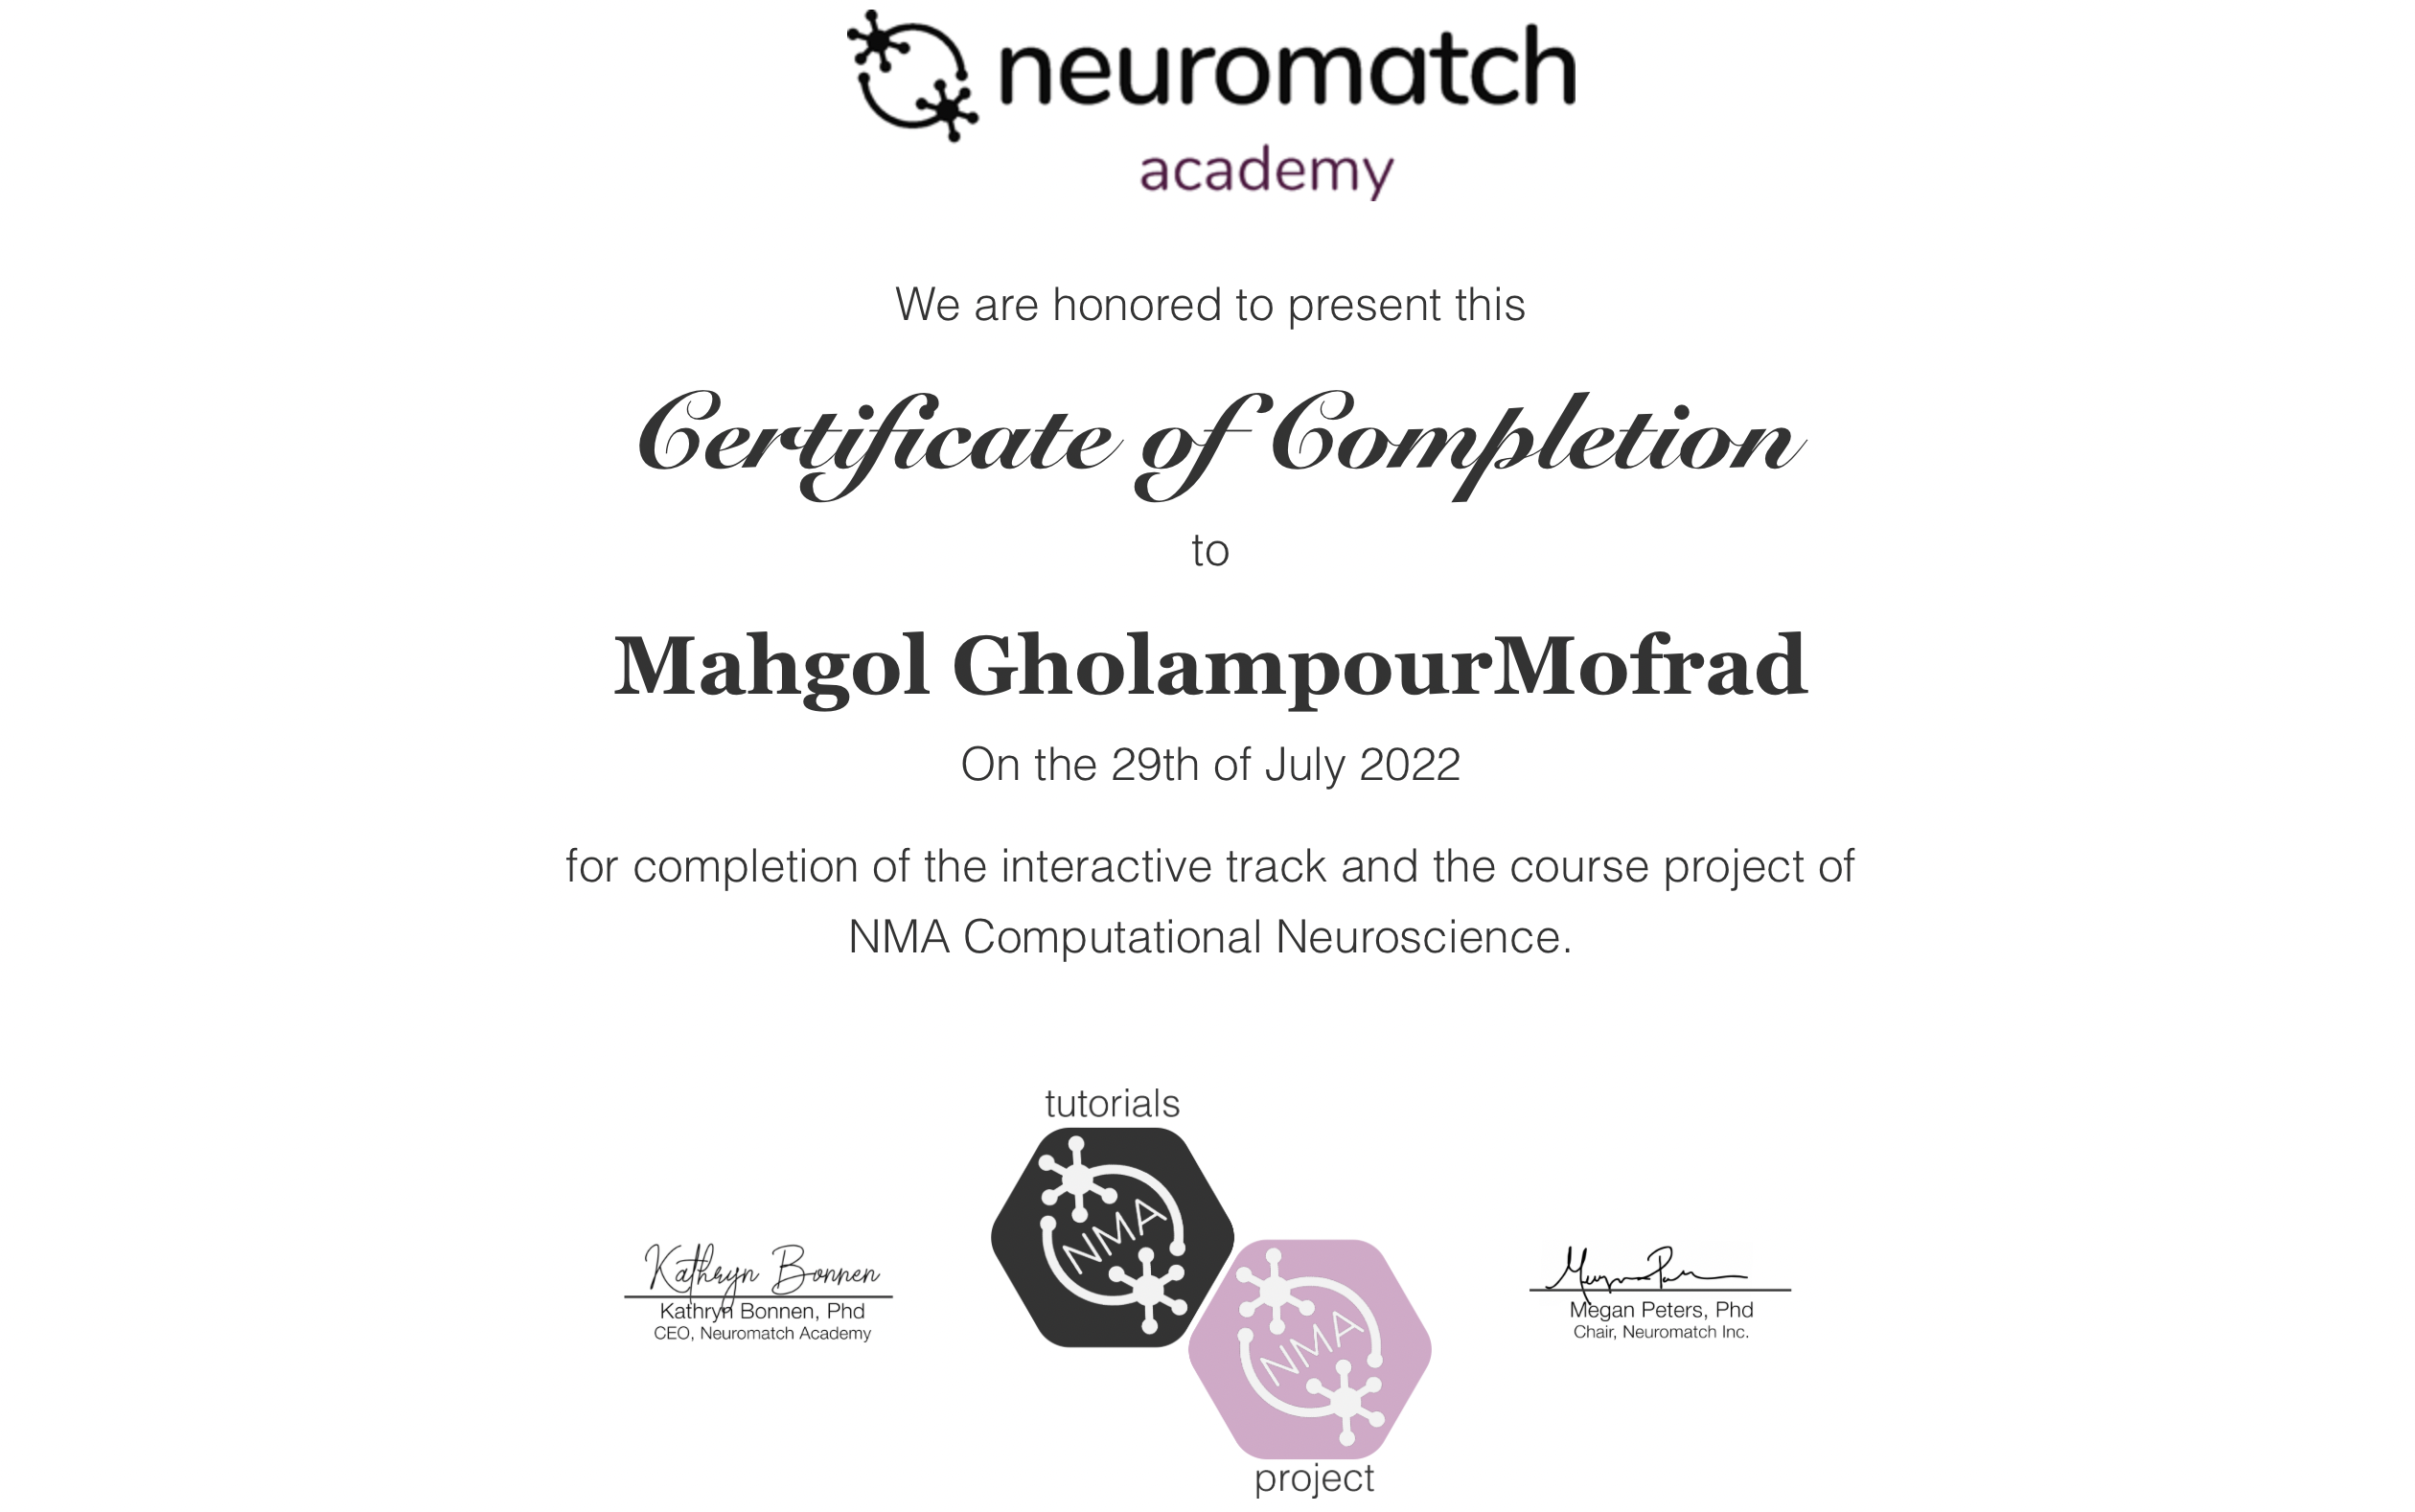 neuromatch
academy
We are honored to present this
Certificate of Completion
to
Mahgol GholampourMofrad
On the 29th of July 2022
for completion of the interactive track and the course project of
NMA Computational Neuroscience.
tutorials
NMA
NMA
project
Kathryn Bonnen
Kathryn Bonnen, Phd
CEO, Neuromatch Academy
Megan Peters, Phd
Chair, Neuromatch Inc.